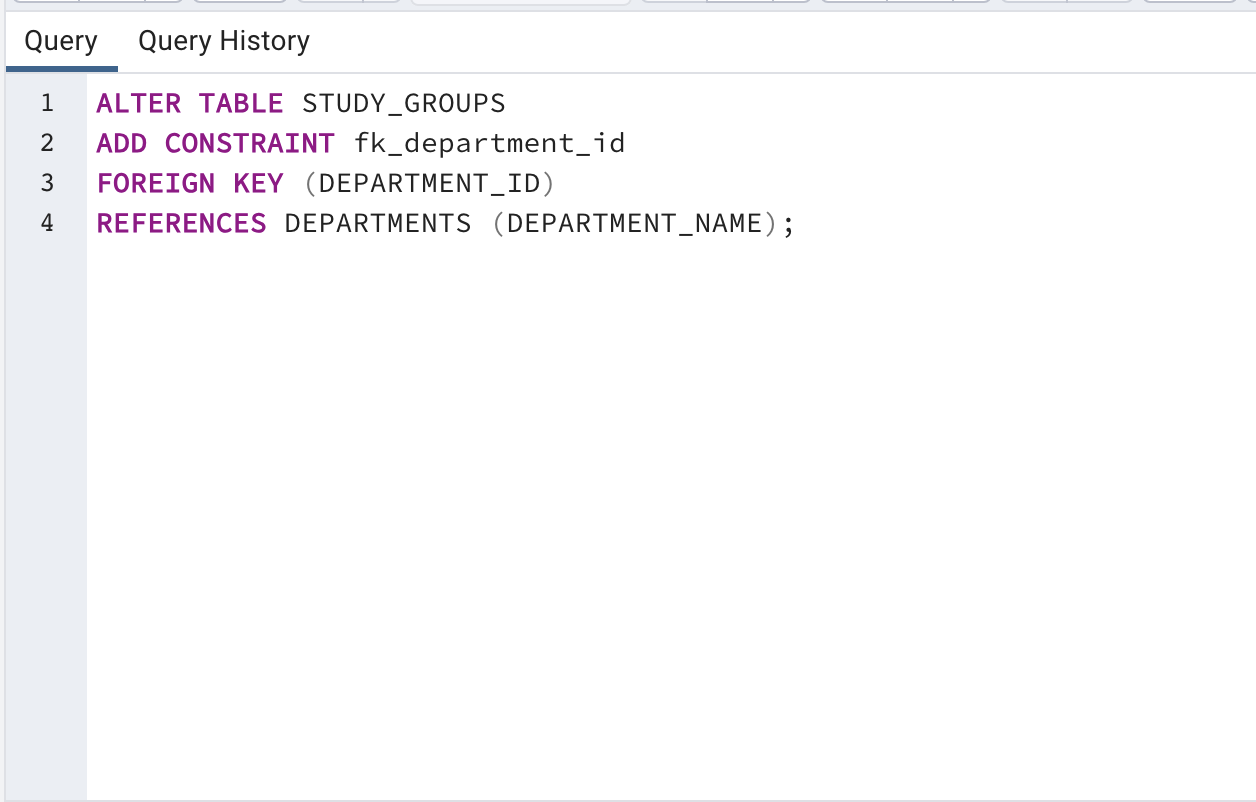 Query Query History
1 ALTER TABLE STUDY_GROUPS
2 ADD CONSTRAINT fk_department_id
3 FOREIGN KEY (DEPARTMENT_ID)
4 REFERENCES DEPARTMENTS (DEPARTMENT_NAME);